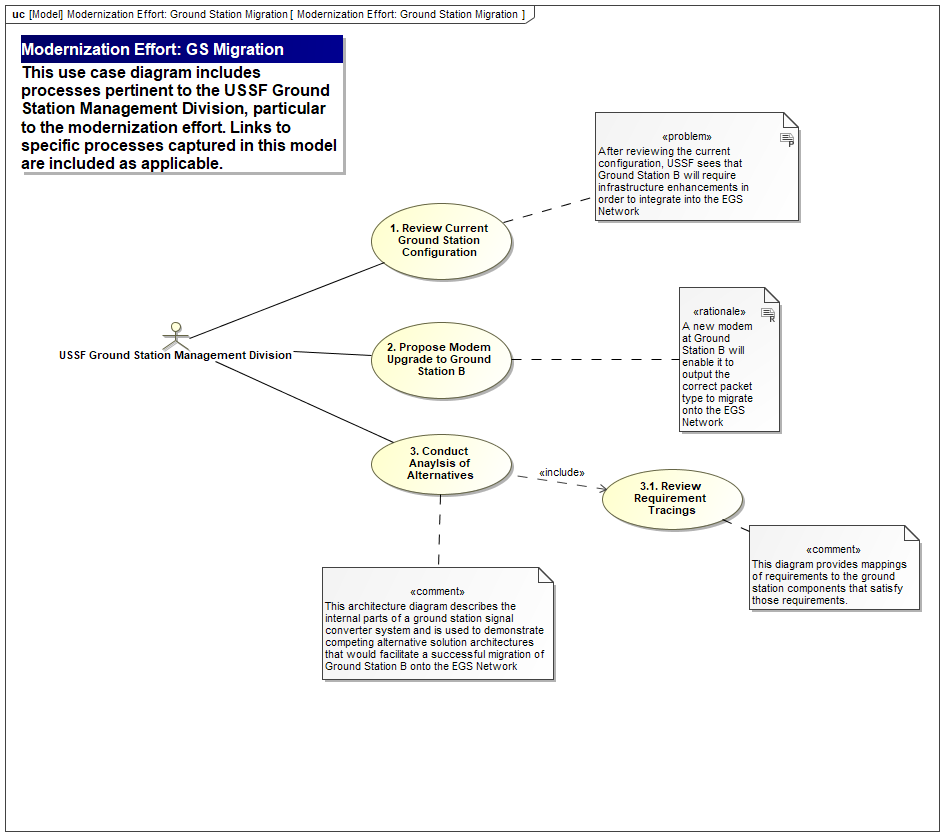 uc [Model] Modernization Effort: Ground Station Migration [ Modernization Effort: Ground Station Migration ]
Modernization Effort: GS Migration
This use case diagram includes
processes pertinent to the USSF Ground
Station Management Division, particular
to the modernization effort. Links to
specific processes captured in this model
are included as applicable.
«problem»
P
After reviewing the current
configuration, USSF sees that
Ground Station B will require
infrastructure enhancements in
order to integrate into the EGS
Network
1. Review Current
Ground Station
Configuration
«rationale»
R
A new modem
at Ground
Station B will
enable it to
output the
correct packet
type to migrate
onto the EGS
Network
USSF Ground Station Management Division
2. Propose Modem
Upgrade to Ground
Station B
3. Conduct
Anaylsis of
Alternatives
«include»
3.1. Review
Requirement
Tracings
«comment»
This diagram provides mappings
of requirements to the ground
station components that satisfy
those requirements.
«comment»
This architecture diagram describes the
internal parts of a ground station signal
converter system and is used to demonstrate
competing alternative solution architectures
that would facilitate a successful migration of
Ground Station B onto the EGS Network